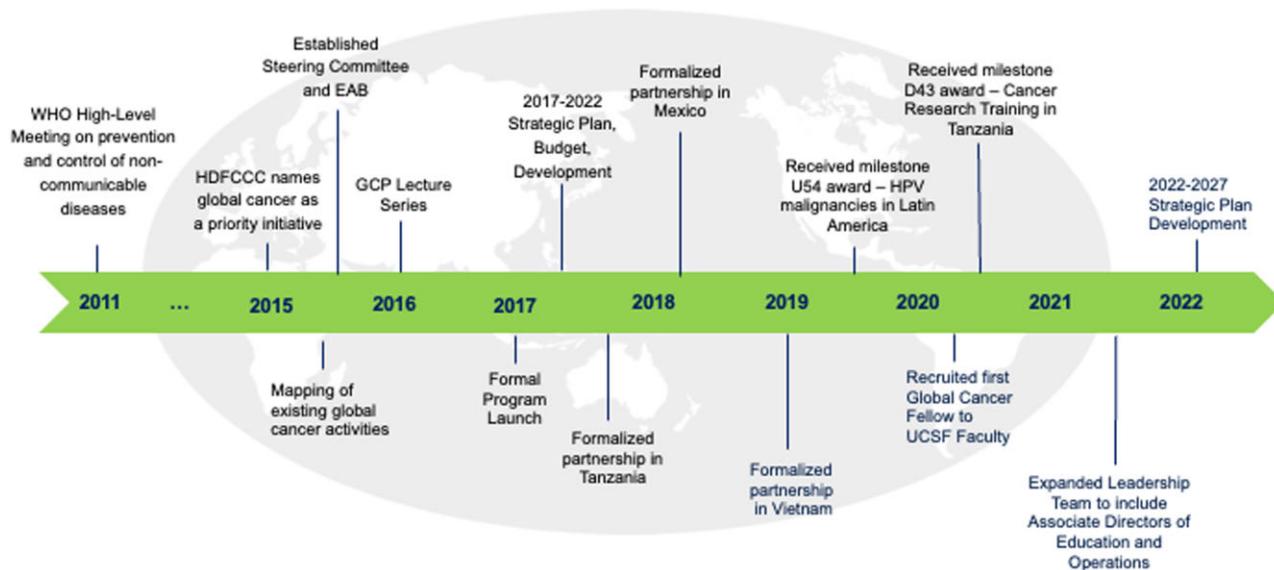 Established
Steering Committee
and EAB
WHO High-Level
Meeting on prevention
and control of non-
communicable
diseases
HDFCCC names
global cancer as
a priority initiative
GCP Lecture
Series
2017-2022
Strategic Plan,
Budget,
Development
Formalized
partnership in
Mexico
Received milestone
U54 award – HPV
malignancies in Latin
America
Received milestone
D43 award – Cancer
Research Training in
Tanzania
2022-2027
Strategic Plan
Development
2011
...
2015
2016
2017
2018
2019
2020
2021
2022
Mapping of
existing global
cancer activities
Formal
Program
Launch
Formalized
partnership in
Tanzania
Formalized
partnership
in Vietnam
Recruited first
Global Cancer
Fellow to
UCSF Faculty
Expanded Leadership
Team to include
Associate Directors of
Education and
Operations